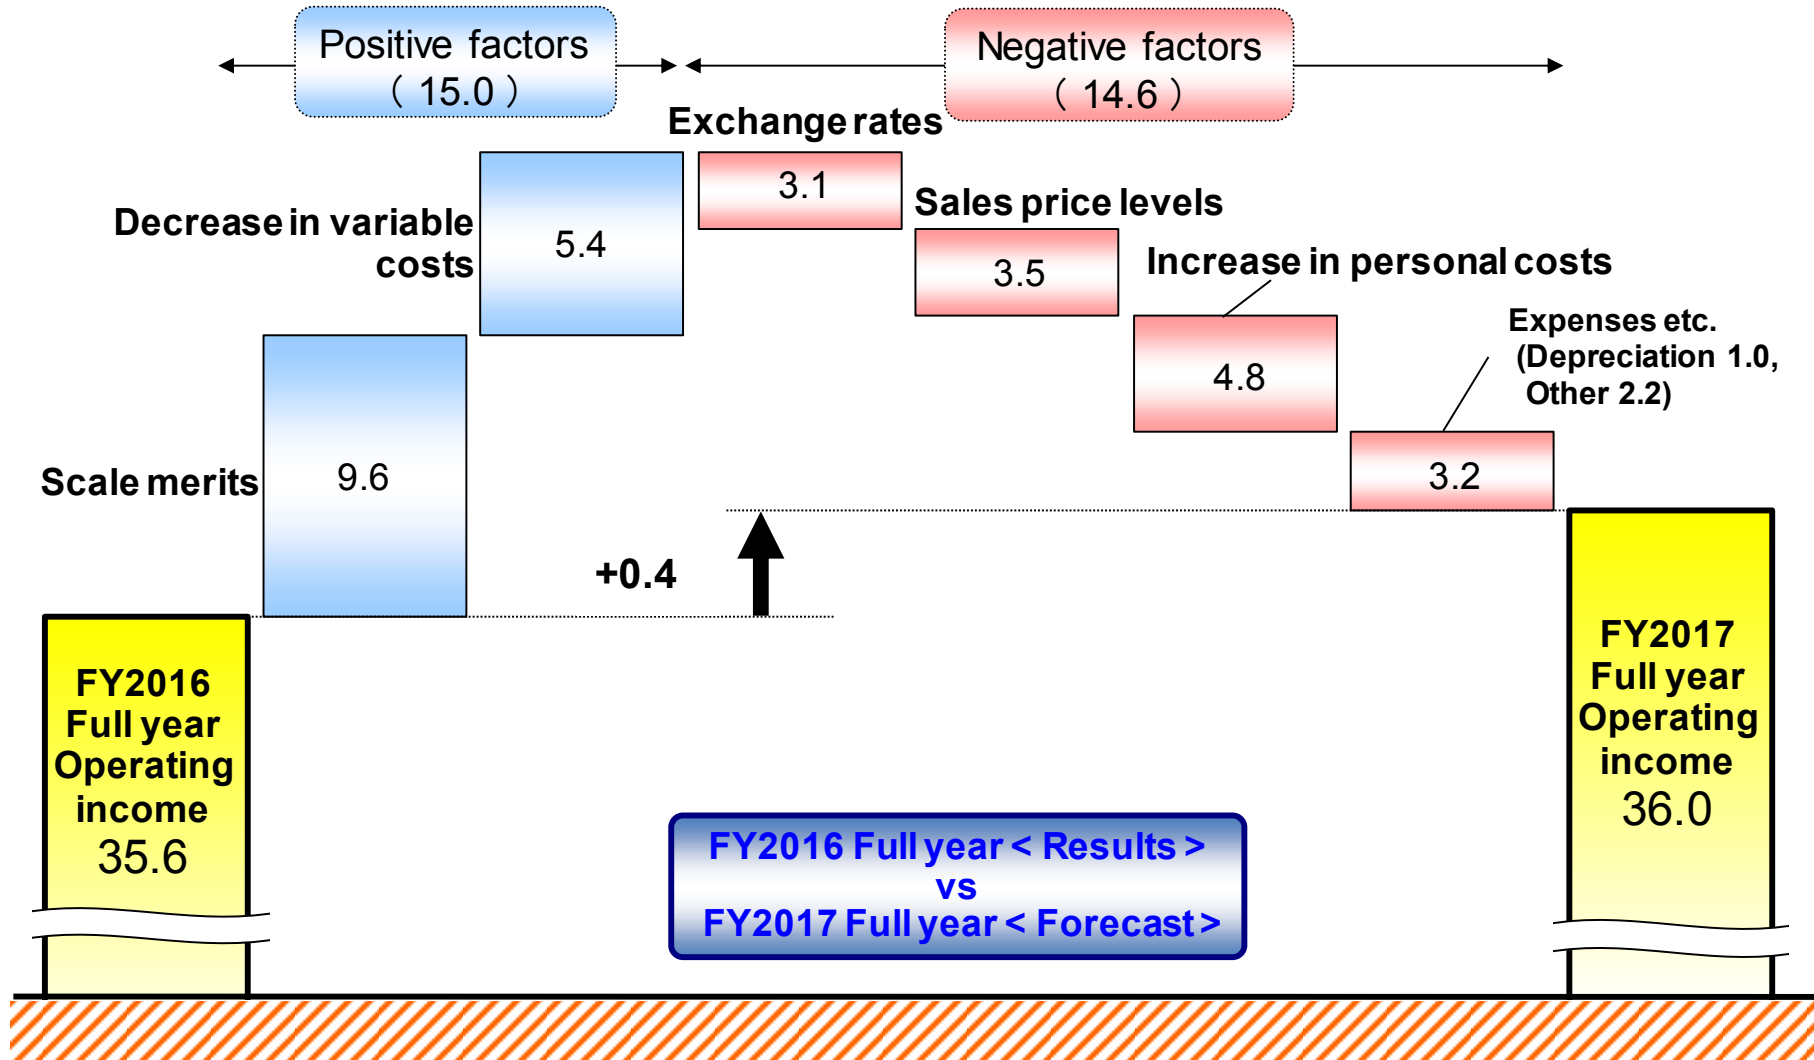 Positive factors
( 15.0 )
Negative factors
( 14.6 )
Exchange rates
3.1
Sales price levels
3.5
Decrease in variable
costs
5.4
Increase in personal costs
4.8
Expenses etc.
(Depreciation 1.0,
Other 2.2)
3.2
Scale merits
9.6
+0.4
FY2016
Full year
Operating
income
35.6
FY2017
Full year
Operating
income
36.0
FY2016 Full year < Results >
vs
FY2017 Full year < Forecast >